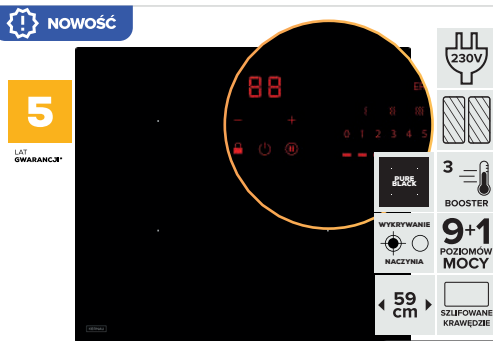 NOWOŚĆ
5
LAT
GWARANCJI*
88
− +
0 1 2 3 4 5
230V
PURE
BLACK
3
BOOSTER
WYKRYWANIE
NACZYNIA
9+1
POZIOMÓW
MOCY
59
cm
SZLIFOWANE
KRAWĘDZIE